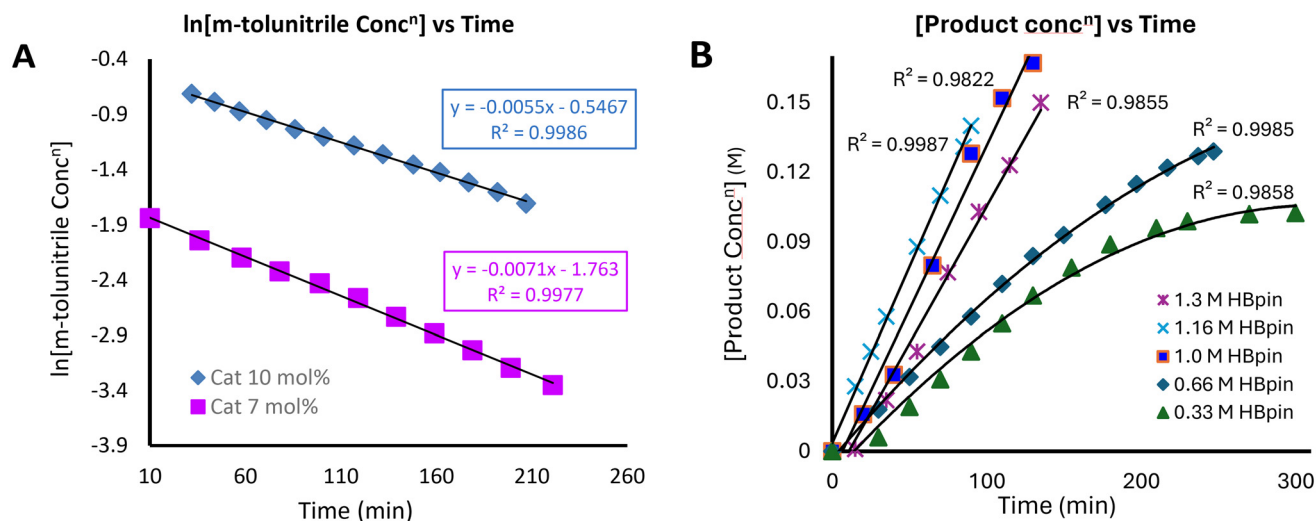 A
ln[m-tolunitrile Concⁿ] vs Time
ln[m-tolunitrile Concⁿ]
-0.4
-0.9
-1.4
-1.9
-2.4
-2.9
-3.4
-3.9
y = -0.0055x - 0.5467
R² = 0.9986
y = -0.0071x - 1.763
R² = 0.9977
Cat 10 mol%
Cat 7 mol%
10
60
110
160
210
260
Time (min)
B
[Product concⁿ] vs Time
[Product Concⁿ] (M)
0.15
0.12
0.09
0.06
0.03
0
R² = 0.9822
R² = 0.9855
R² = 0.9987
R² = 0.9985
R² = 0.9858
1.3 M HBpin
1.16 M HBpin
1.0 M HBpin
0.66 M HBpin
0.33 M HBpin
0
100
200
300
Time (min)